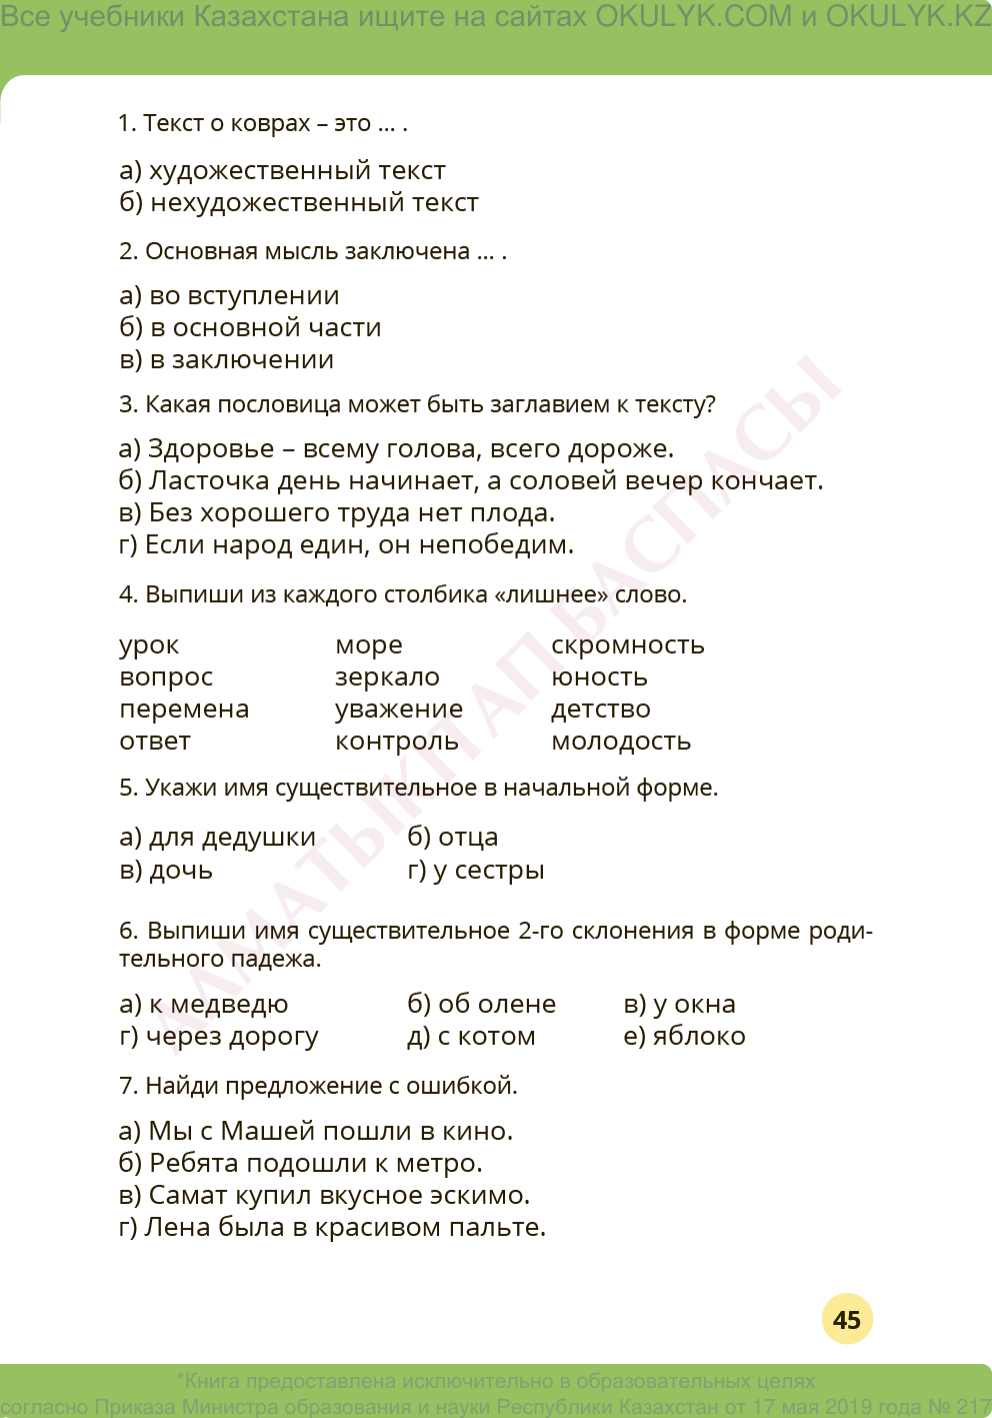 Все учебники Казахстана ищите на сайтах OKULYK.COM и OKULYK.KZ
1. Текст о коврах – это ... .
а) художественный текст
б) нехудожественный текст
2. Основная мысль заключена ... .
а) во вступлении
б) в основной части
в) в заключении
3. Какая пословица может быть заглавием к тексту?
а) Здоровье – всему голова, всего дороже.
б) Ласточка день начинает, а соловей вечер кончает.
в) Без хорошего труда нет плода.
г) Если народ един, он непобедим.
4. Выпиши из каждого столбика «лишнее» слово.
урок море скромность
вопрос зеркало юность
перемена уважение детство
ответ контроль молодость
5. Укажи имя существительное в начальной форме.
а) для дедушки б) отца
в) дочь г) у сестры
6. Выпиши имя существительное 2-го склонения в форме роди-
тельного падежа.
а) к медведю б) об олене в) у окна
г) через дорогу д) с котом е) яблоко
7. Найди предложение с ошибкой.
а) Мы с Машей пошли в кино.
б) Ребята подошли к метро.
в) Самат купил вкусное эскимо.
г) Лена была в красивом пальте.
АЛМАТЫКІТАП БАСПАСЫ
45
*Книга предоставлена исключительно в образовательных целях
согласно Приказа Министра образования и науки Республики Казахстан от 17 мая 2019 года № 217